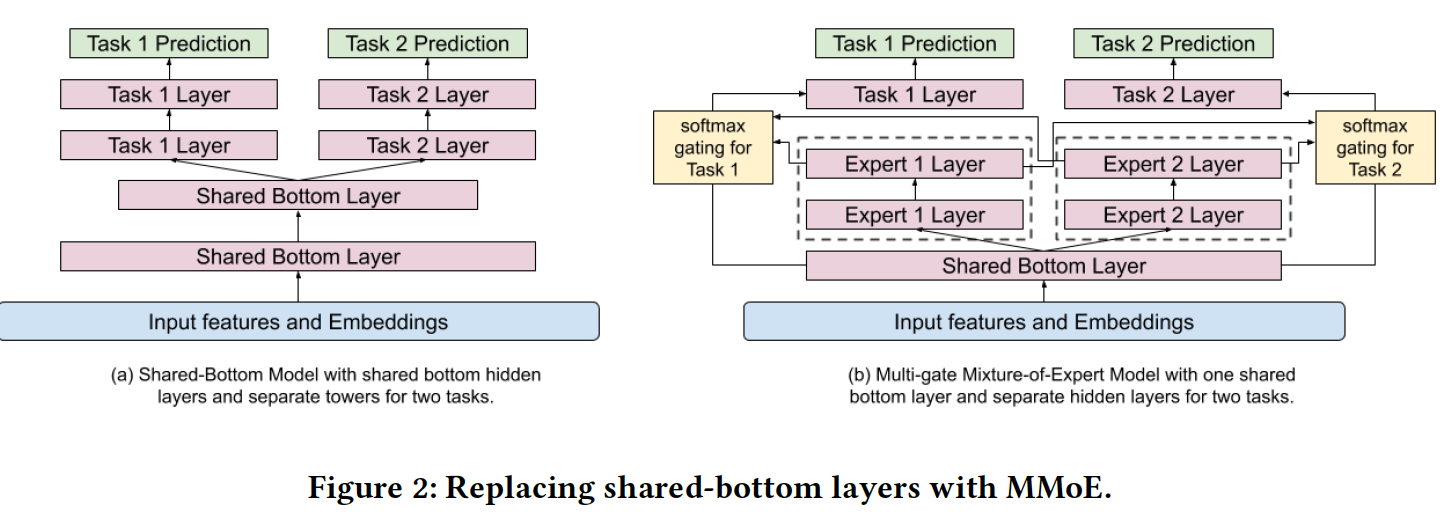 Task 1 Prediction
Task 2 Prediction
Task 1 Layer
Task 2 Layer
Task 1 Layer
Task 2 Layer
Shared Bottom Layer
Shared Bottom Layer
Input features and Embeddings
(a) Shared-Bottom Model with shared bottom hidden
layers and separate towers for two tasks.
Task 1 Prediction
Task 2 Prediction
Task 1 Layer
Task 2 Layer
softmax
gating for
Task 1
softmax
gating for
Task 2
Expert 1 Layer
Expert 2 Layer
Expert 1 Layer
Expert 2 Layer
Shared Bottom Layer
Input features and Embeddings
(b) Multi-gate Mixture-of-Expert Model with one shared
bottom layer and separate hidden layers for two tasks.
Figure 2: Replacing shared-bottom layers with MMoE.